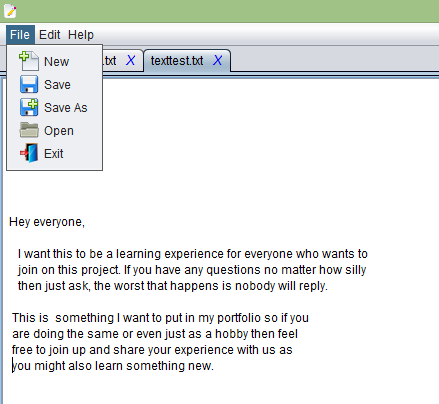 File Edit Help
.txt X texttest.txt X
New
Save
Save As
Open
Exit
Hey everyone,
I want this to be a learning experience for everyone who wants to
join on this project. If you have any questions no matter how silly
then just ask, the worst that happens is nobody will reply.
This is  something I want to put in my portfolio so if you
are doing the same or even just as a hobby then feel
free to join up and share your experience with us as
you might also learn something new.